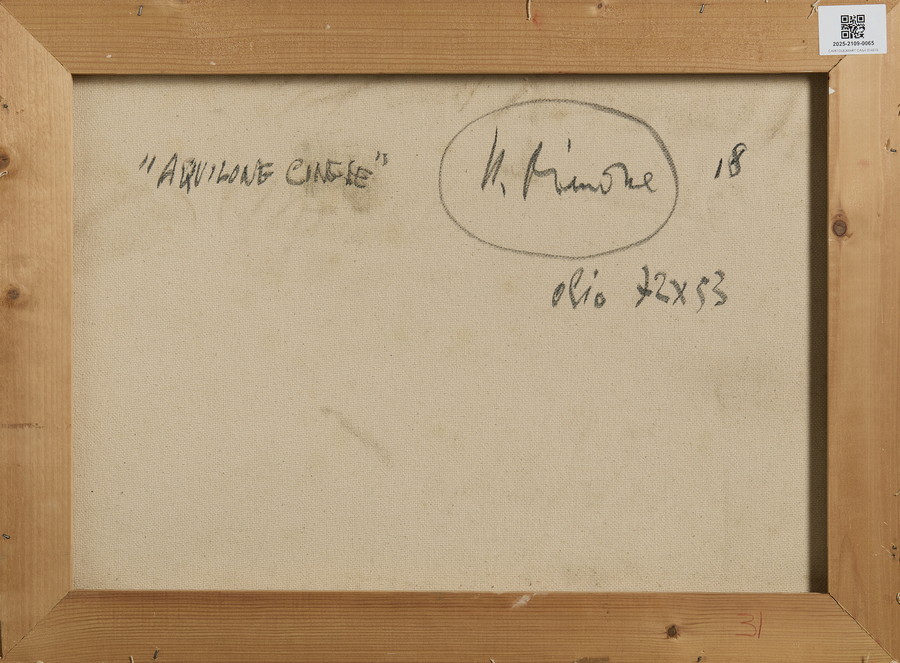 2025-2109-0065
"AQUILONE CINESE"
18
olio 72x53
31